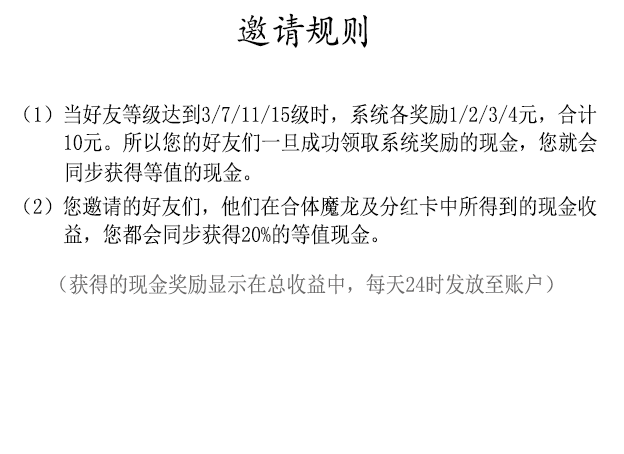 邀请规则
（1）当好友等级达到3/7/11/15级时，系统各奖励1/2/3/4元，合计
10元。所以您的好友们一旦成功领取系统奖励的现金，您就会
同步获得等值的现金。
（2）您邀请的好友们，他们在合体魔龙及分红卡中所得到的现金收
益，您都会同步获得20%的等值现金。
（获得的现金奖励显示在总收益中，每天24时发放至账户）